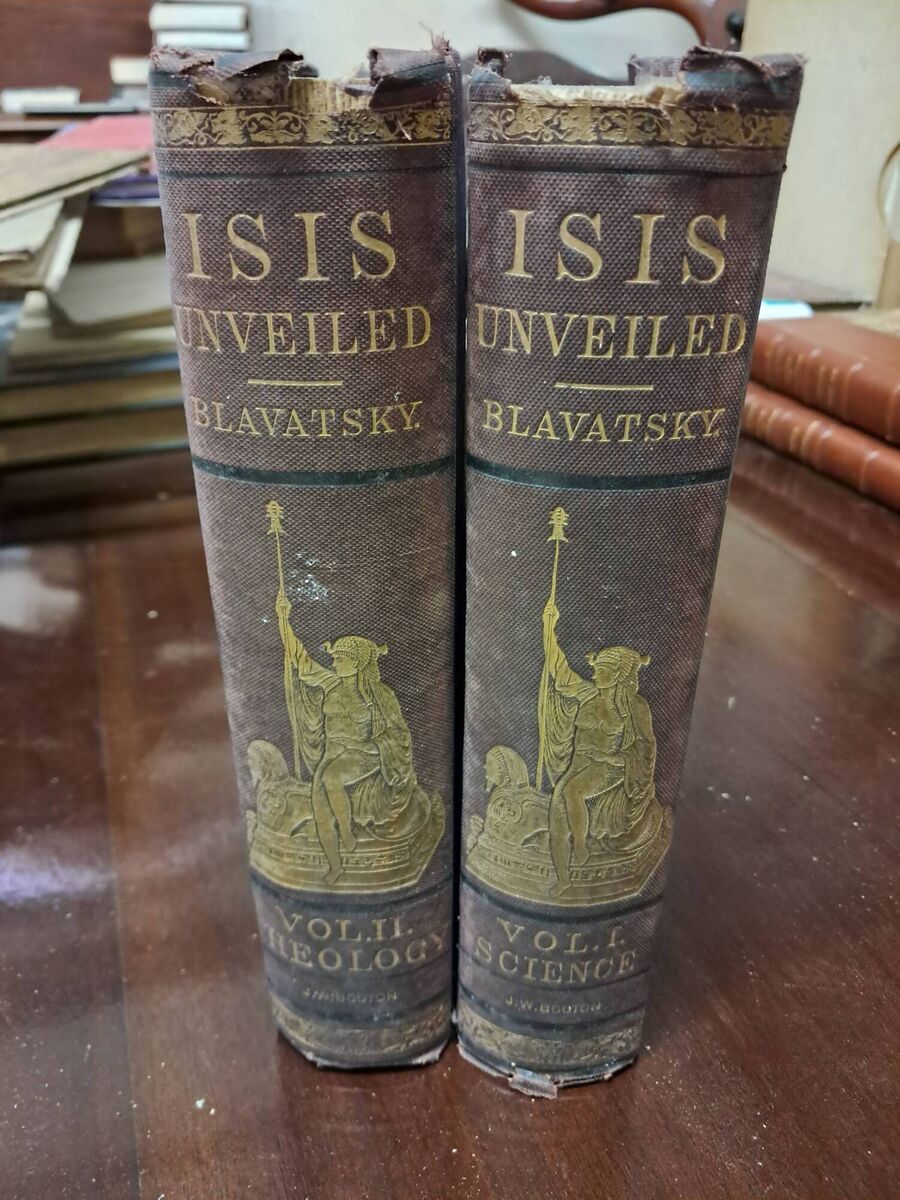 ISIS
UNVEILED
BLAVATSKY.
VOL. II.
THEOLOGY
J.W. BOUTON
ISIS
UNVEILED
BLAVATSKY.
VOL. I.
SCIENCE
J.W. BOUTON